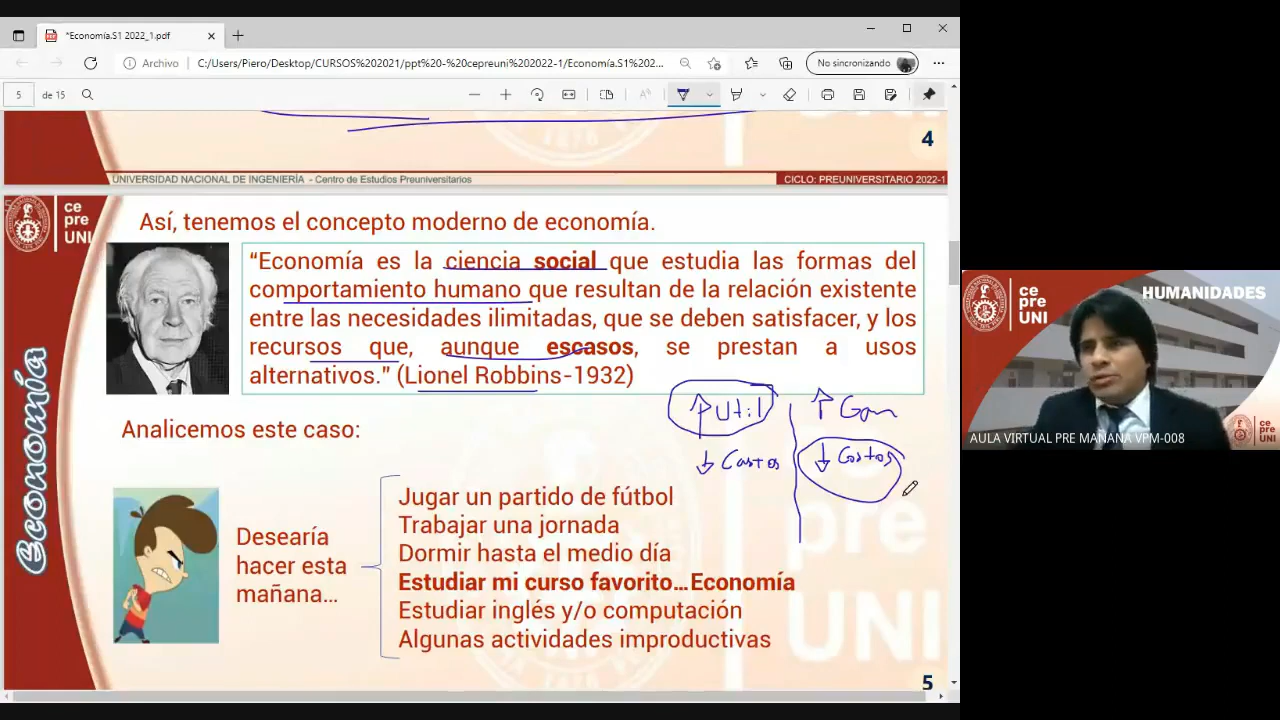 *Economía.S1 2022_1.pdf
Archivo
C:/Users/Piero/Desktop/CURSOS%202021/ppt%20-%20cepreuni%202022-1/Economía.S1%202...
No sincronizando
5 de 15
4
UNIVERSIDAD NACIONAL DE INGENIERÍA – Centro de Estudios Preuniversitarios
CICLO: PREUNIVERSITARIO 2022-1
5
ce
pre
UNI
Así, tenemos el concepto moderno de economía.
“Economía es la ciencia social que estudia las formas del
comportamiento humano que resultan de la relación existente
entre las necesidades ilimitadas, que se deben satisfacer, y los
recursos que, aunque escasos, se prestan a usos
alternativos.” (Lionel Robbins-1932)
↑ Util
↓ Costos
↑ Gan
↓ Costos
Analicemos este caso:
Economía
Desearía
hacer esta
mañana...
Jugar un partido de fútbol
Trabajar una jornada
Dormir hasta el medio día
Estudiar mi curso favorito...Economía
Estudiar inglés y/o computación
Algunas actividades improductivas
pre
UNI
5
ce
pre
UNI
HUMANIDADES
ce
pre
UNI
AULA VIRTUAL PRE MAÑANA VPM-008